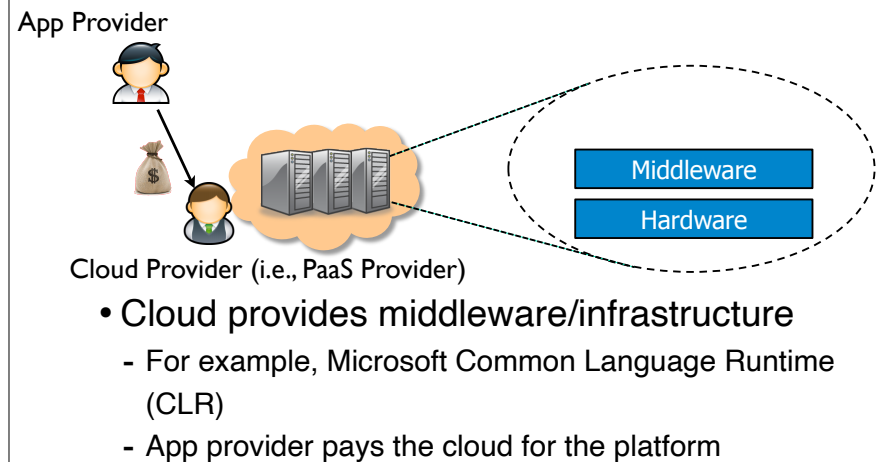 App Provider
$
Middleware
Hardware
Cloud Provider (i.e., PaaS Provider)
• Cloud provides middleware/infrastructure
- For example, Microsoft Common Language Runtime
(CLR)
- App provider pays the cloud for the platform